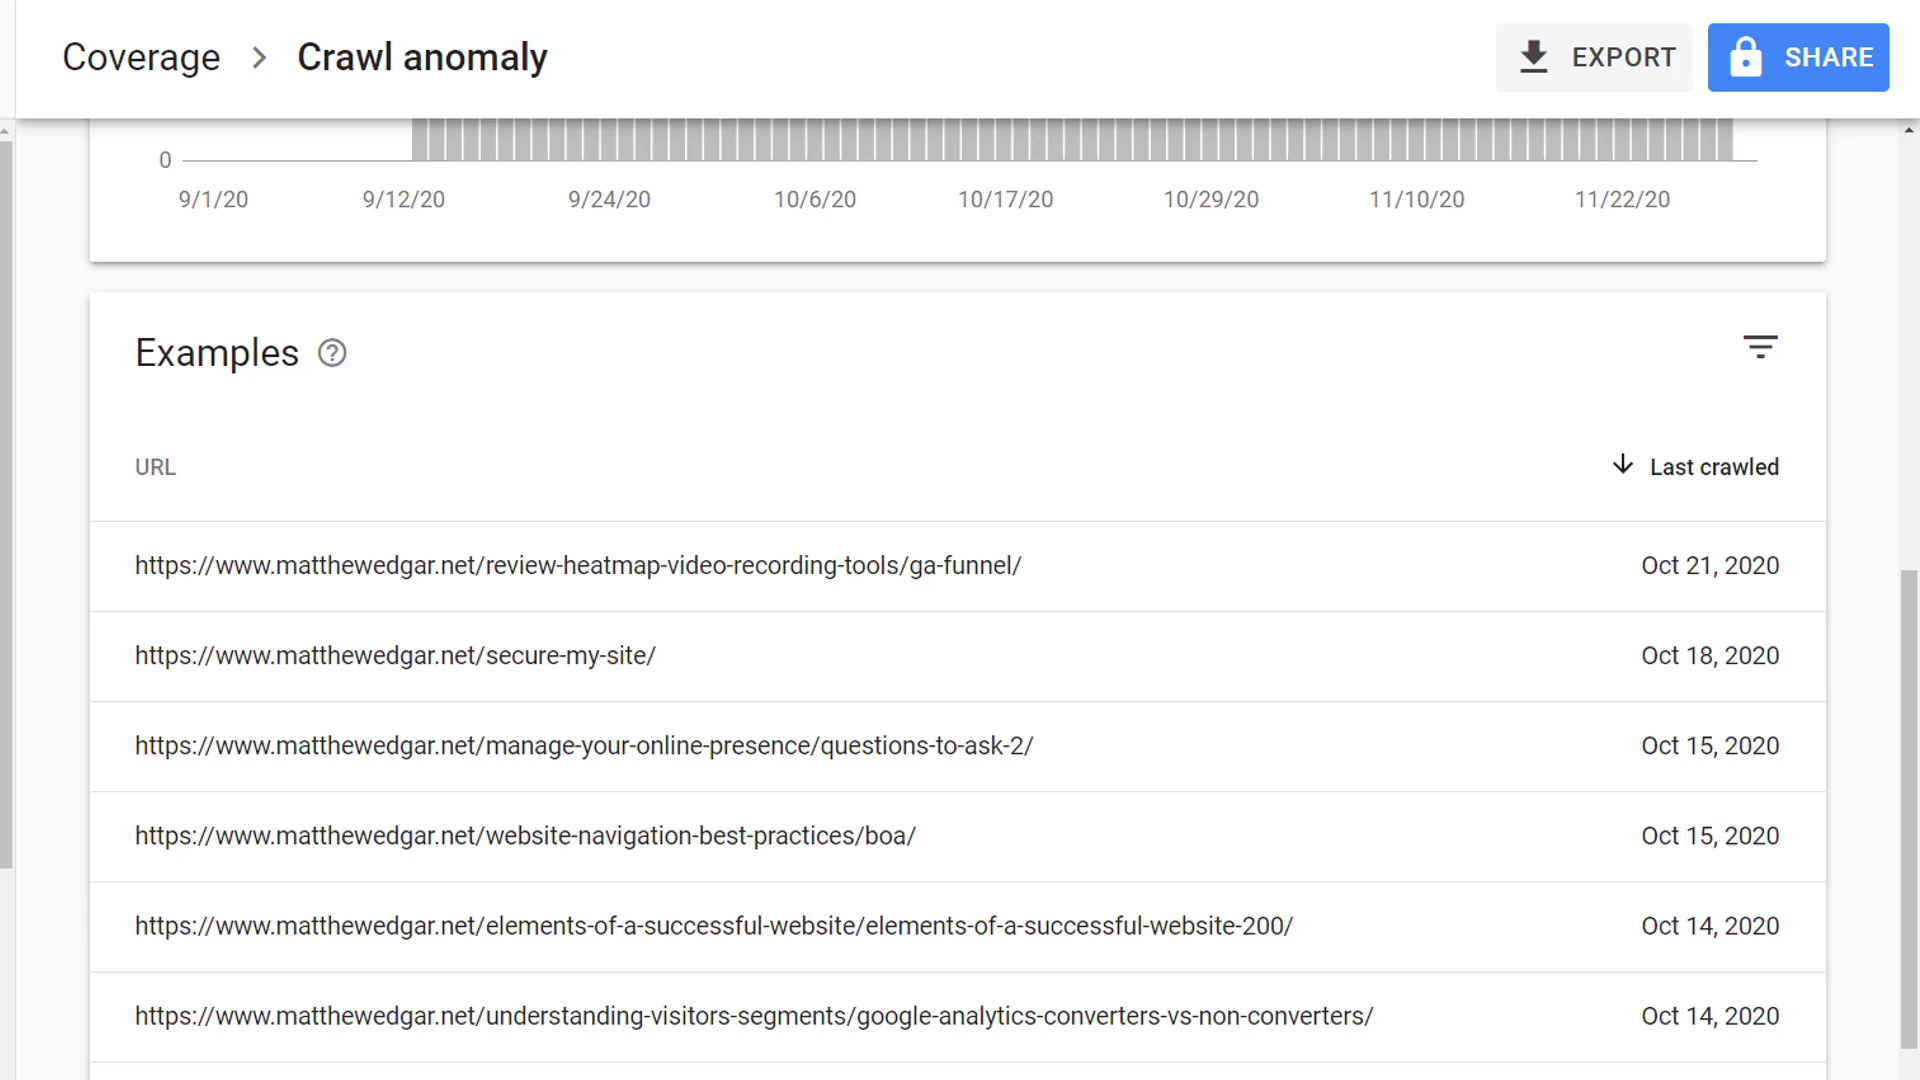 Coverage > Crawl anomaly EXPORT SHARE
0
9/1/20 9/12/20 9/24/20 10/6/20 10/17/20 10/29/20 11/10/20 11/22/20
Examples ?
URL Last crawled
https://www.matthewedgar.net/review-heatmap-video-recording-tools/ga-funnel/ Oct 21, 2020
https://www.matthewedgar.net/secure-my-site/ Oct 18, 2020
https://www.matthewedgar.net/manage-your-online-presence/questions-to-ask-2/ Oct 15, 2020
https://www.matthewedgar.net/website-navigation-best-practices/boa/ Oct 15, 2020
https://www.matthewedgar.net/elements-of-a-successful-website/elements-of-a-successful-website-200/ Oct 14, 2020
https://www.matthewedgar.net/understanding-visitors-segments/google-analytics-converters-vs-non-converters/ Oct 14, 2020